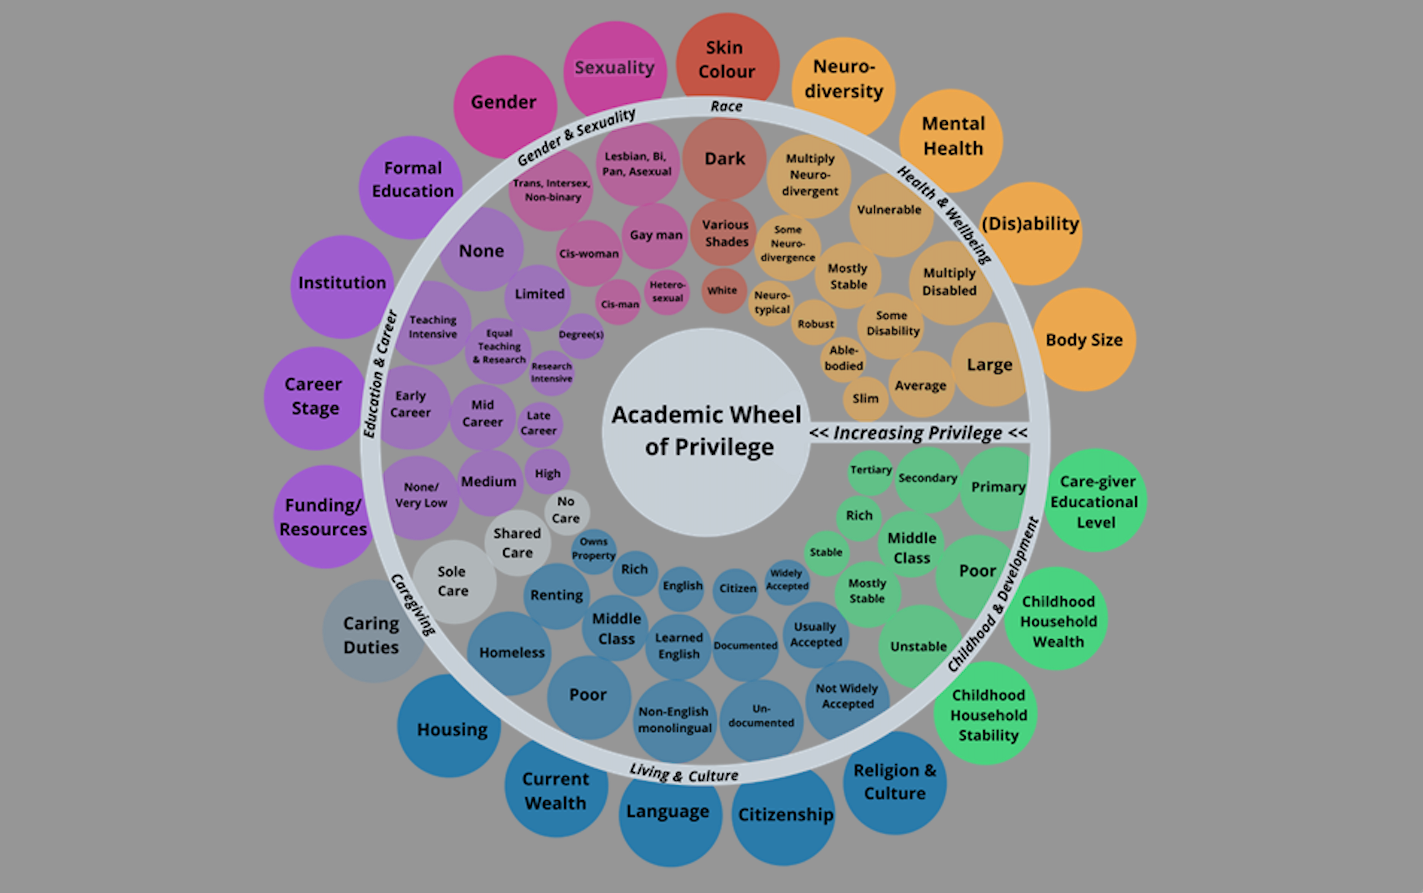 Academic Wheel
of Privilege
<< Increasing Privilege <<
Race
Skin
Colour
Dark
Various
Shades
White
Health & Wellbeing
Neuro-
diversity
Multiply
Neuro-
divergent
Some
Neuro-
divergence
Neuro-
typical
Mental
Health
Vulnerable
Mostly
Stable
Robust
(Dis)ability
Multiply
Disabled
Some
Disability
Able-
bodied
Body Size
Large
Average
Slim
Childhood & Development
Care-giver
Educational
Level
Primary
Secondary
Tertiary
Childhood
Household
Wealth
Poor
Middle
Class
Rich
Childhood
Household
Stability
Unstable
Mostly
Stable
Stable
Living & Culture
Religion &
Culture
Not Widely
Accepted
Usually
Accepted
Widely
Accepted
Citizenship
Un-
documented
Documented
Citizen
Language
Non-English
monolingual
Learned
English
English
Current
Wealth
Poor
Middle
Class
Rich
Housing
Homeless
Renting
Owns
Property
Caregiving
Caring
Duties
Sole
Care
Shared
Care
No
Care
Education & Career
Funding/
Resources
None/
Very Low
Medium
High
Career
Stage
Early
Career
Mid
Career
Late
Career
Institution
Teaching
Intensive
Equal
Teaching
& Research
Research
Intensive
Formal
Education
None
Limited
Degree(s)
Gender & Sexuality
Gender
Trans, Intersex,
Non-binary
Cis-woman
Cis-man
Sexuality
Lesbian, Bi,
Pan, Asexual
Gay man
Hetero-
sexual